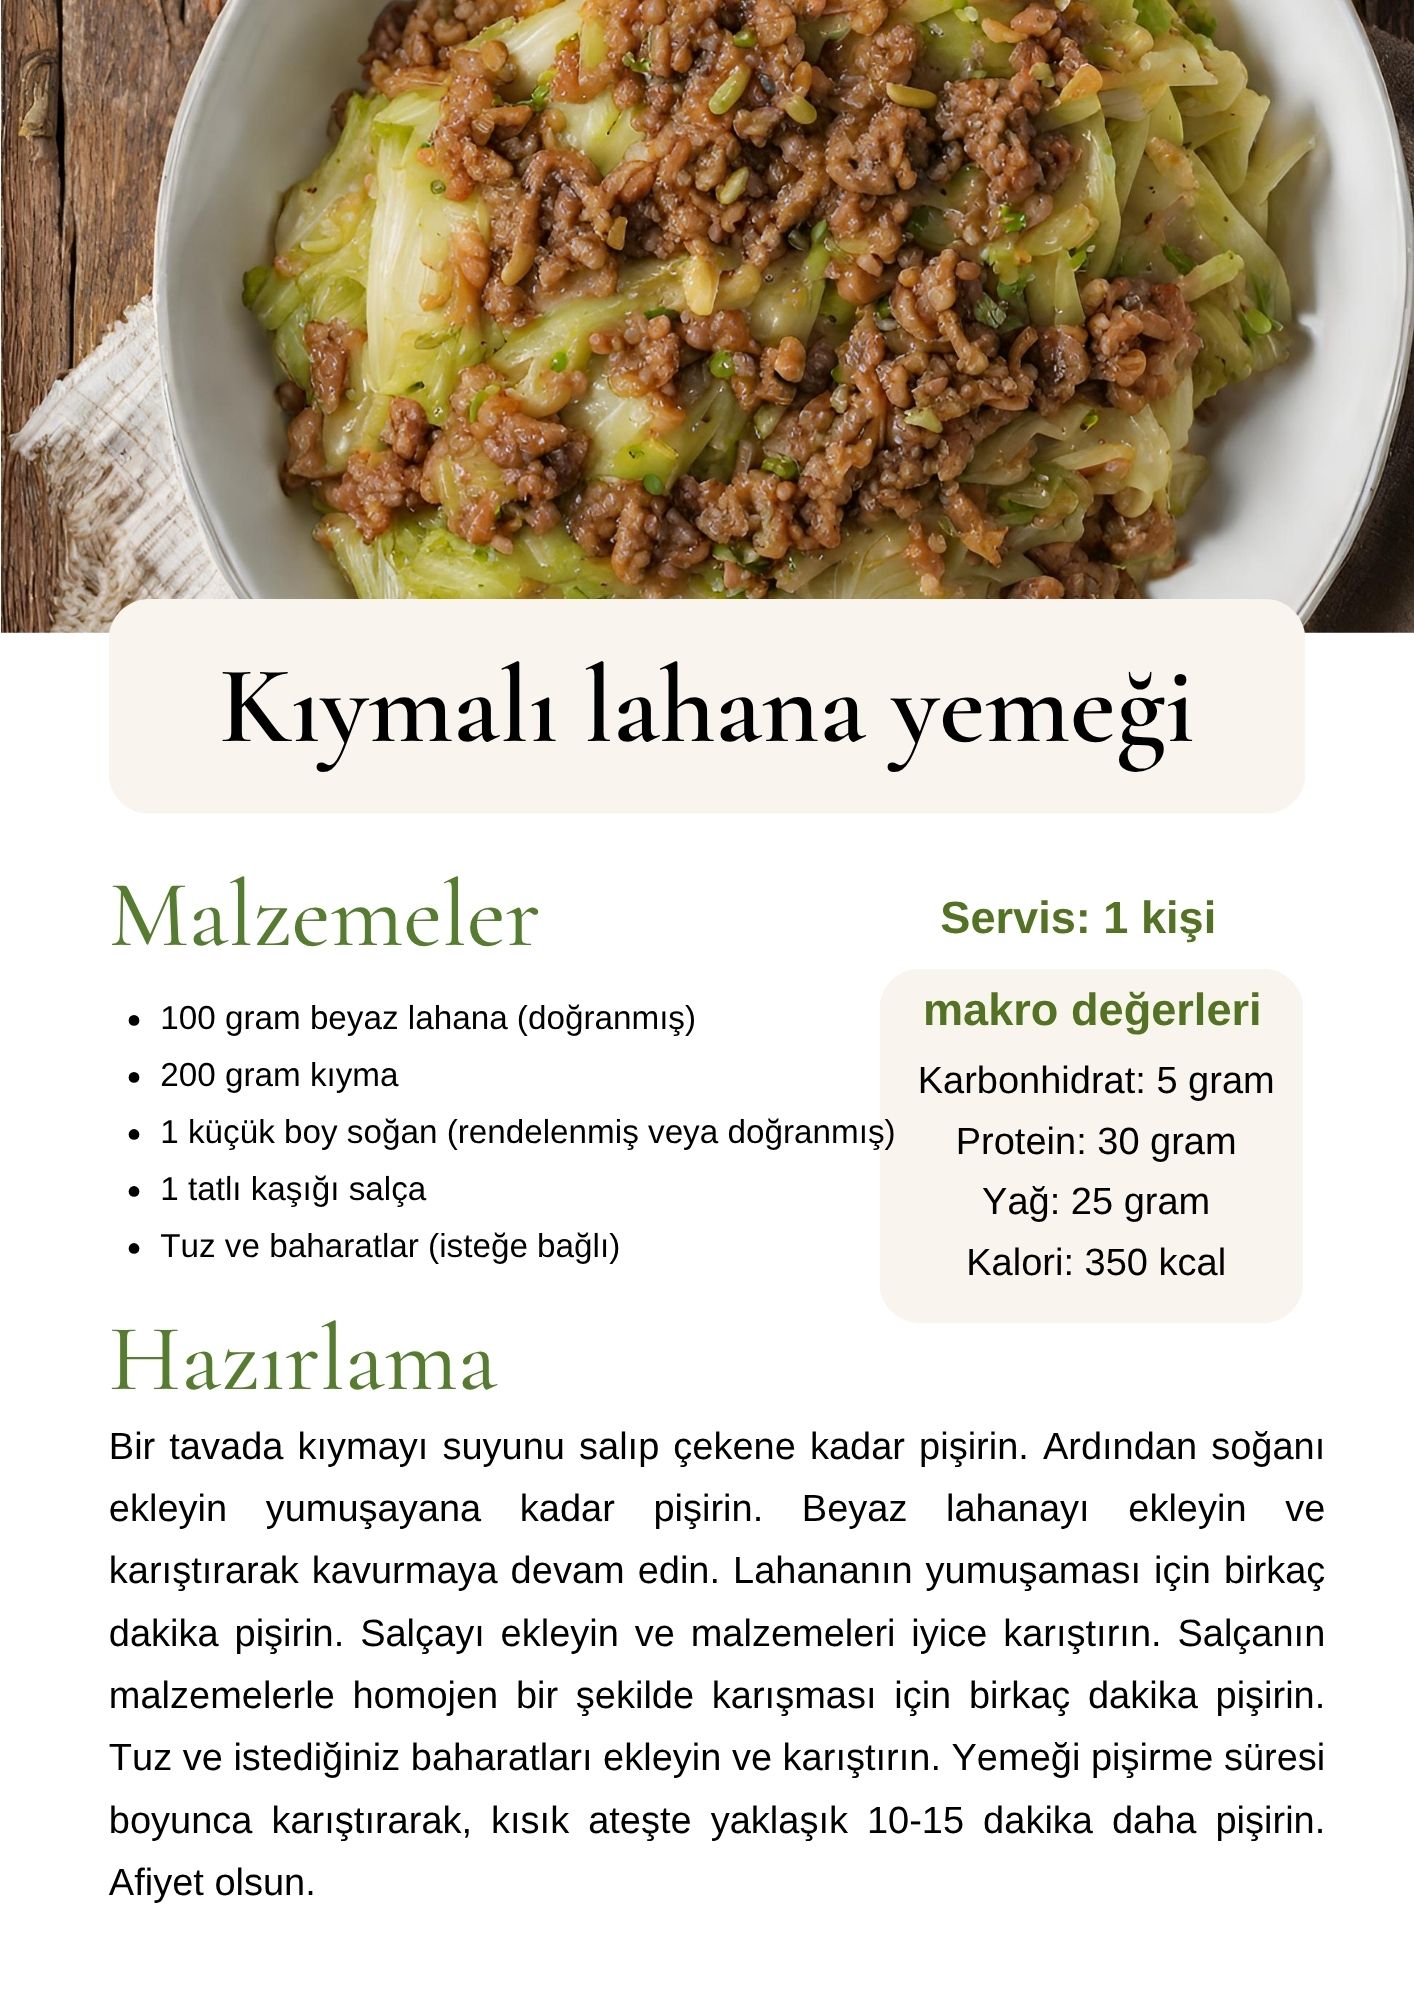 Kıymalı lahana yemeği
Malzemeler
100 gram beyaz lahana (doğranmış)
200 gram kıyma
1 küçük boy soğan (rendelenmiş veya doğranmış)
1 tatlı kaşığı salça
Tuz ve baharatlar (isteğe bağlı)
Servis: 1 kişi
makro değerleri
Karbonhidrat: 5 gram
Protein: 30 gram
Yağ: 25 gram
Kalori: 350 kcal
Hazırlama
Bir tavada kıymayı suyunu salıp çekene kadar pişirin. Ardından soğanı
ekleyin yumuşayana kadar pişirin. Beyaz lahanayı ekleyin ve
karıştırarak kavurmaya devam edin. Lahananın yumuşaması için birkaç
dakika pişirin. Salçayı ekleyin ve malzemeleri iyice karıştırın. Salçanın
malzemelerle homojen bir şekilde karışması için birkaç dakika pişirin.
Tuz ve istediğiniz baharatları ekleyin ve karıştırın. Yemeği pişirme süresi
boyunca karıştırarak, kısık ateşte yaklaşık 10-15 dakika daha pişirin.
Afiyet olsun.